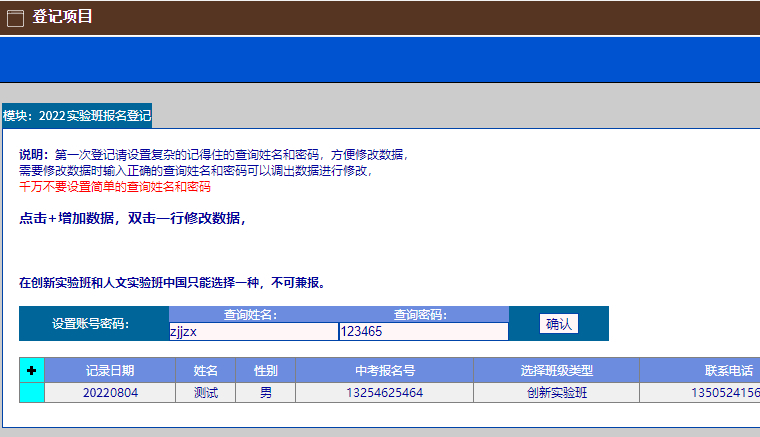 登记项目
模块：2022实验班报名登记
说明：第一次登记请设置复杂的记得住的查询姓名和密码，方便修改数据，
需要修改数据时输入正确的查询姓名和密码可以调出数据进行修改，
千万不要设置简单的查询姓名和密码
点击+增加数据，双击一行修改数据，
在创新实验班和人文实验班中国只能选择一种，不可兼报。
设置账号密码： 查询姓名： 查询密码：
zjjzx 123465 确认
+ 记录日期 姓名 性别 中考报名号 选择班级类型 联系电话
20220804 测试 男 13254625464 创新实验班 1350524156